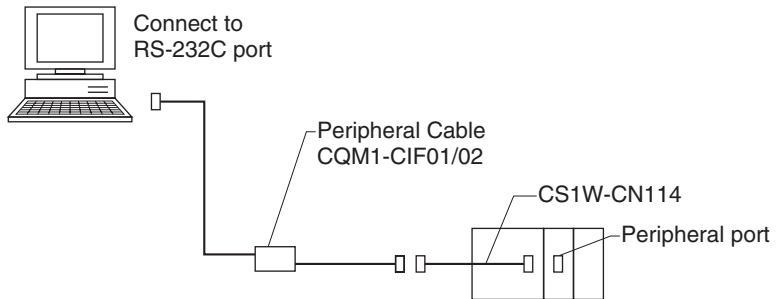 Connect to
RS-232C port
Peripheral Cable
CQM1-CIF01/02
CS1W-CN114
Peripheral port